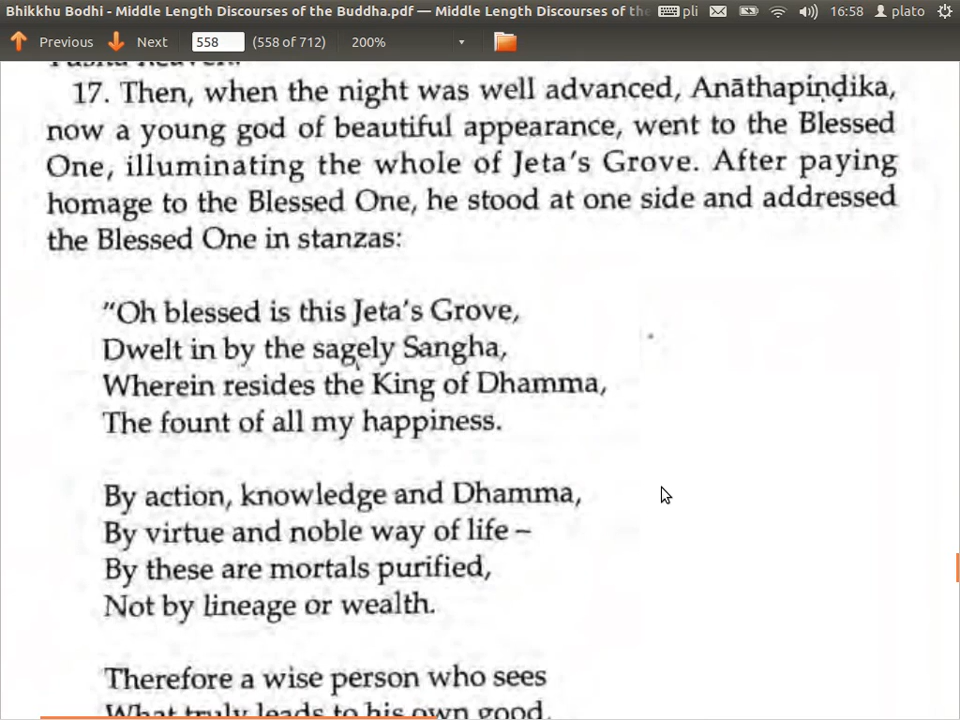 Bhikkhu Bodhi - Middle Length Discourses of the Buddha.pdf — Middle Length Discourses of the pli 16:58 plato
Previous Next 558 (558 of 712) 200%
17. Then, when the night was well advanced, Anāthapiṇḍika,
now a young god of beautiful appearance, went to the Blessed
One, illuminating the whole of Jeta's Grove. After paying
homage to the Blessed One, he stood at one side and addressed
the Blessed One in stanzas:
"Oh blessed is this Jeta's Grove,
Dwelt in by the sagely Sangha,
Wherein resides the King of Dhamma,
The fount of all my happiness.
By action, knowledge and Dhamma,
By virtue and noble way of life –
By these are mortals purified,
Not by lineage or wealth.
Therefore a wise person who sees
What truly leads to his own good,